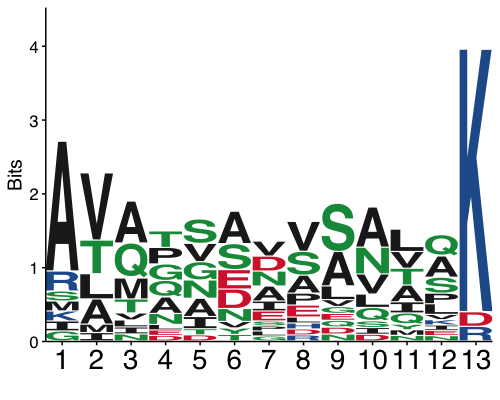 Bits
4
3
2
1
0
A R S M K I G
V T L A M I
A Q M T V L I N
T P G Q A N
S V G N A I
A S E D N V
V D N A I E
V S A P E
S A L V
A N V L Q S
L V T A I Q
Q A S P L
K D R
1 2 3 4 5 6 7 8 9 10 11 12 13